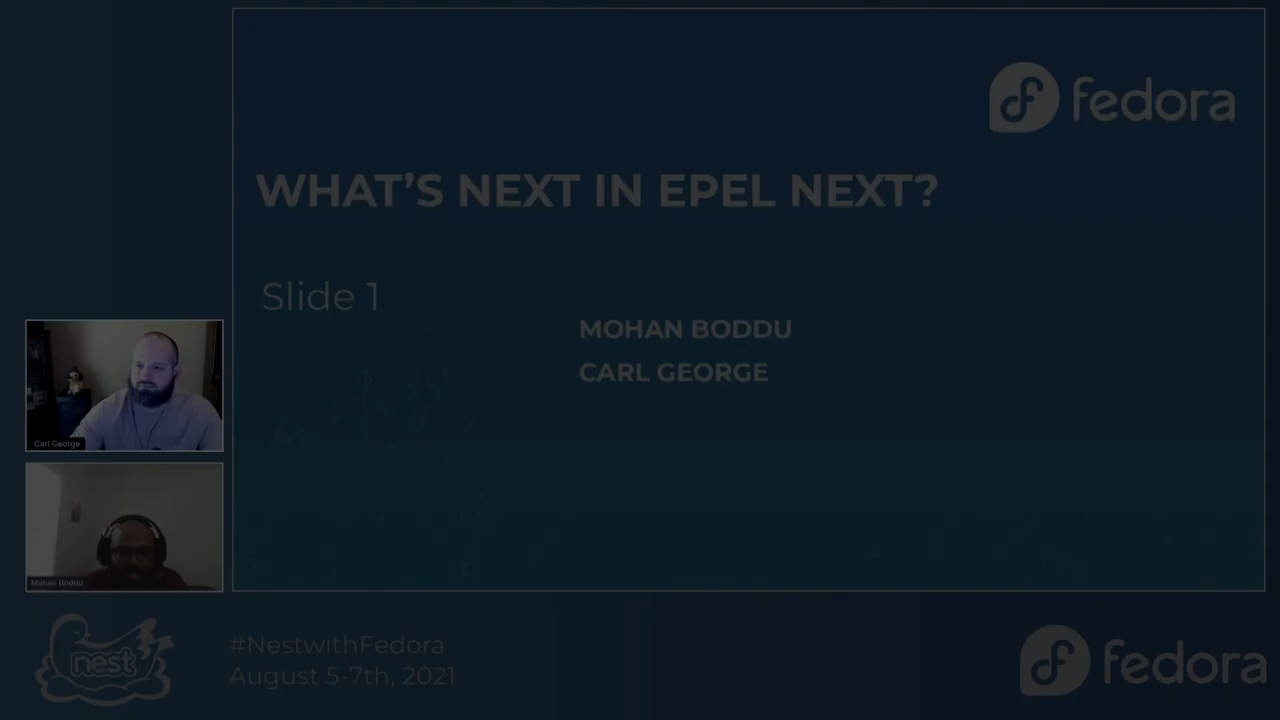 fedora
WHAT'S NEXT IN EPEL NEXT?
Slide 1
MOHAN BODDU
CARL GEORGE
Carl George
Mohan Boddu
nest
#NestwithFedora
August 5-7th, 2021
fedora